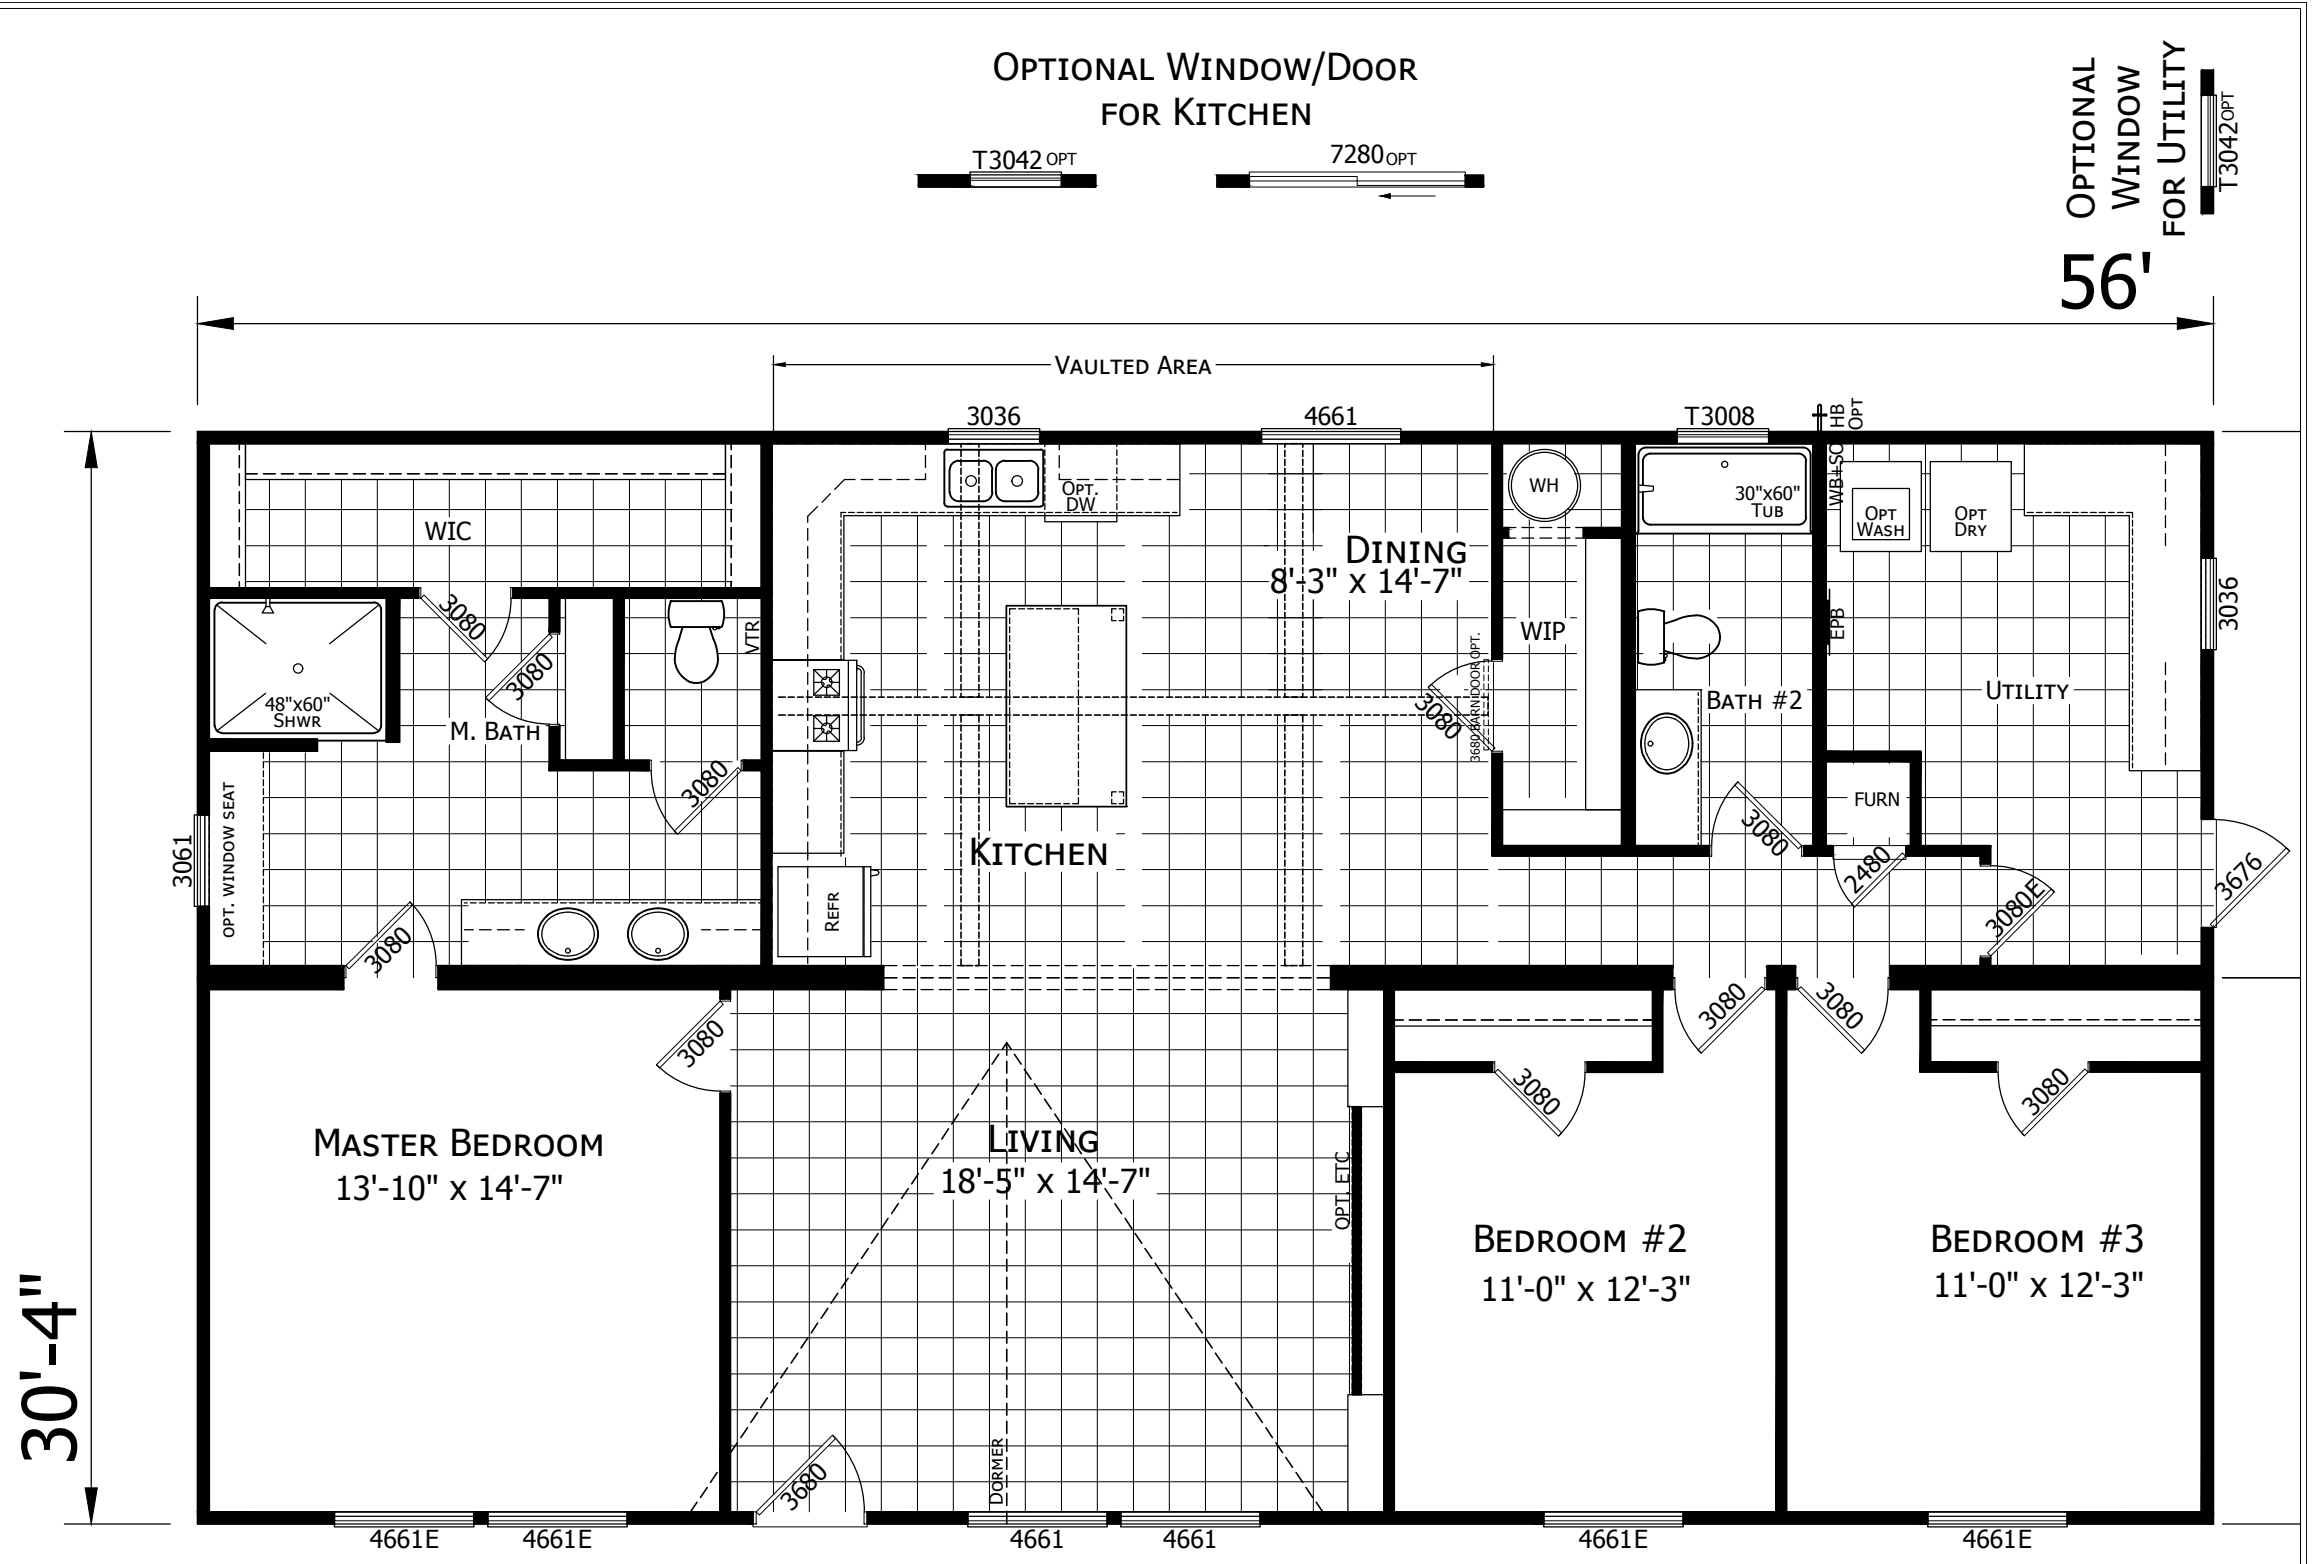 OPTIONAL WINDOW/DOOR
FOR KITCHEN
T3042 OPT
7280 OPT
OPTIONAL
WINDOW
FOR UTILITY
T3042 OPT
56'
VAULTED AREA
3036
4661
T3008
HB
OPT
WB+SO
WIC
OPT.
DW
WH
30"x60"
TUB
OPT
WASH
OPT
DRY
DINING
8'-3" X 14'-7"
3080
3080
VTR
WIP
EPB
3036
48"x60"
SHWR
M. BATH
3080
3680 BARN DOOR OPT.
3080
BATH #2
UTILITY
OPT. WINDOW SEAT
3061
KITCHEN
FURN
3080
2480
3080E
3676
REFR
3080
3080
3080
3080
3080
3080
MASTER BEDROOM
13'-10" X 14'-7"
LIVING
18'-5" X 14'-7"
OPT. ETC
BEDROOM #2
11'-0" X 12'-3"
BEDROOM #3
11'-0" X 12'-3"
30'-4"
DORMER
3680
4661E
4661E
4661
4661
4661E
4661E